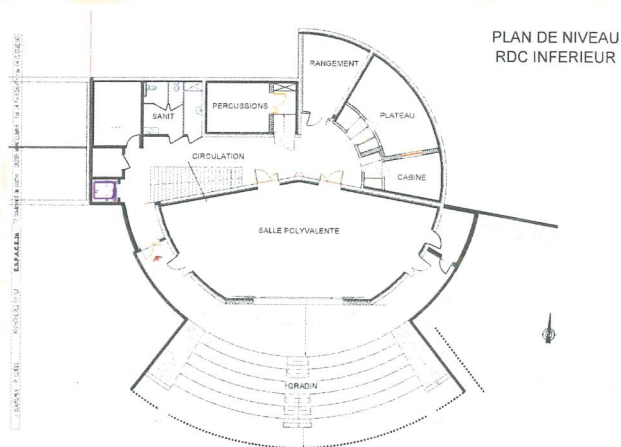 PLAN DE NIVEAU
RDC INFERIEUR
RANGEMENT
PERCUSSIONS
SANIT
PLATEAU
CIRCULATION
CABINE
SALLE POLYVALENTE
GRADIN